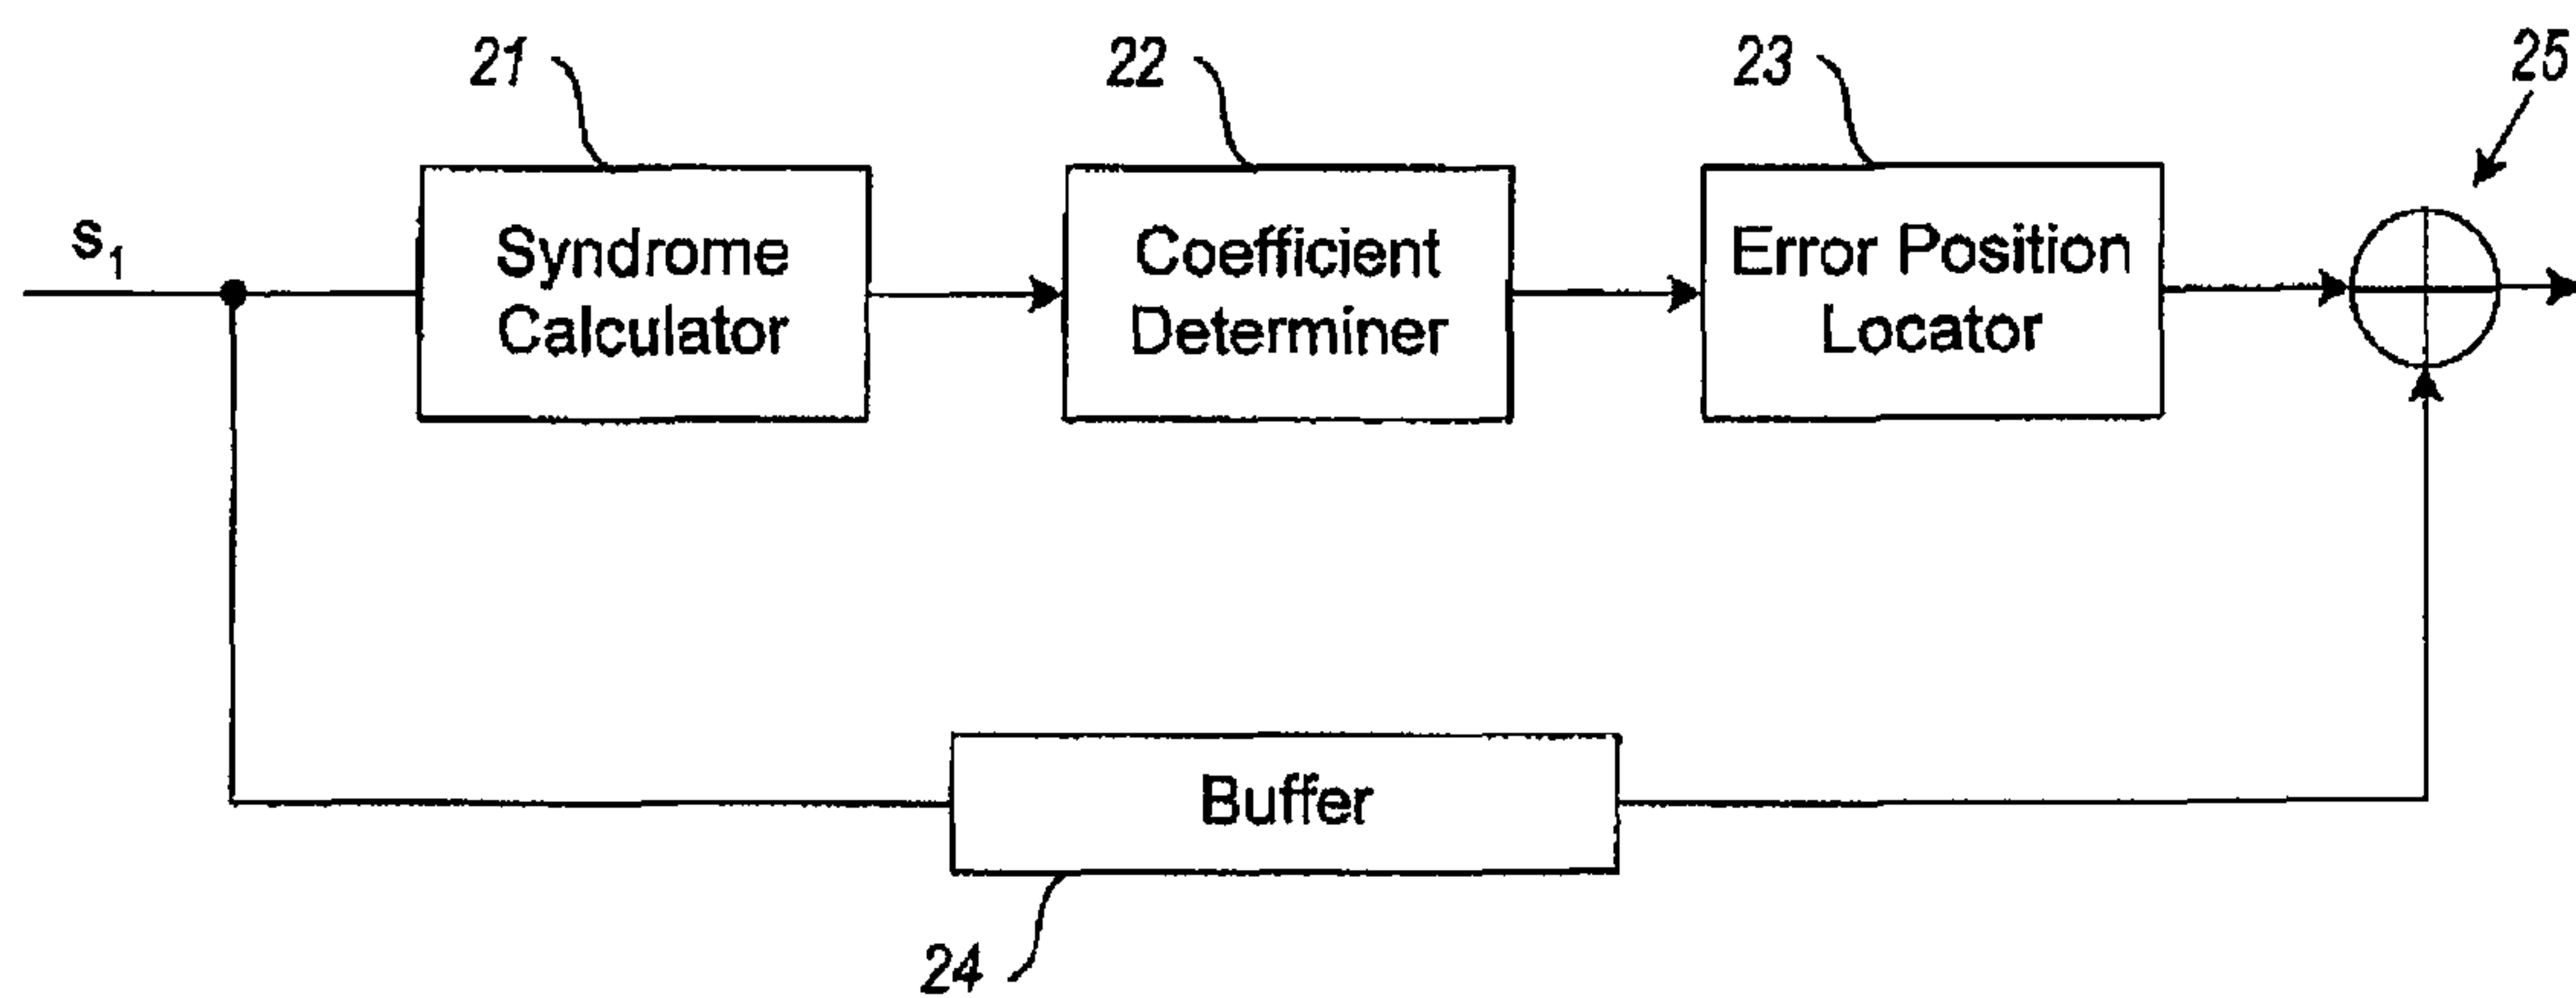 21
22
23
25
s₁
Syndrome
Calculator
Coefficient
Determiner
Error Position
Locator
Buffer
24